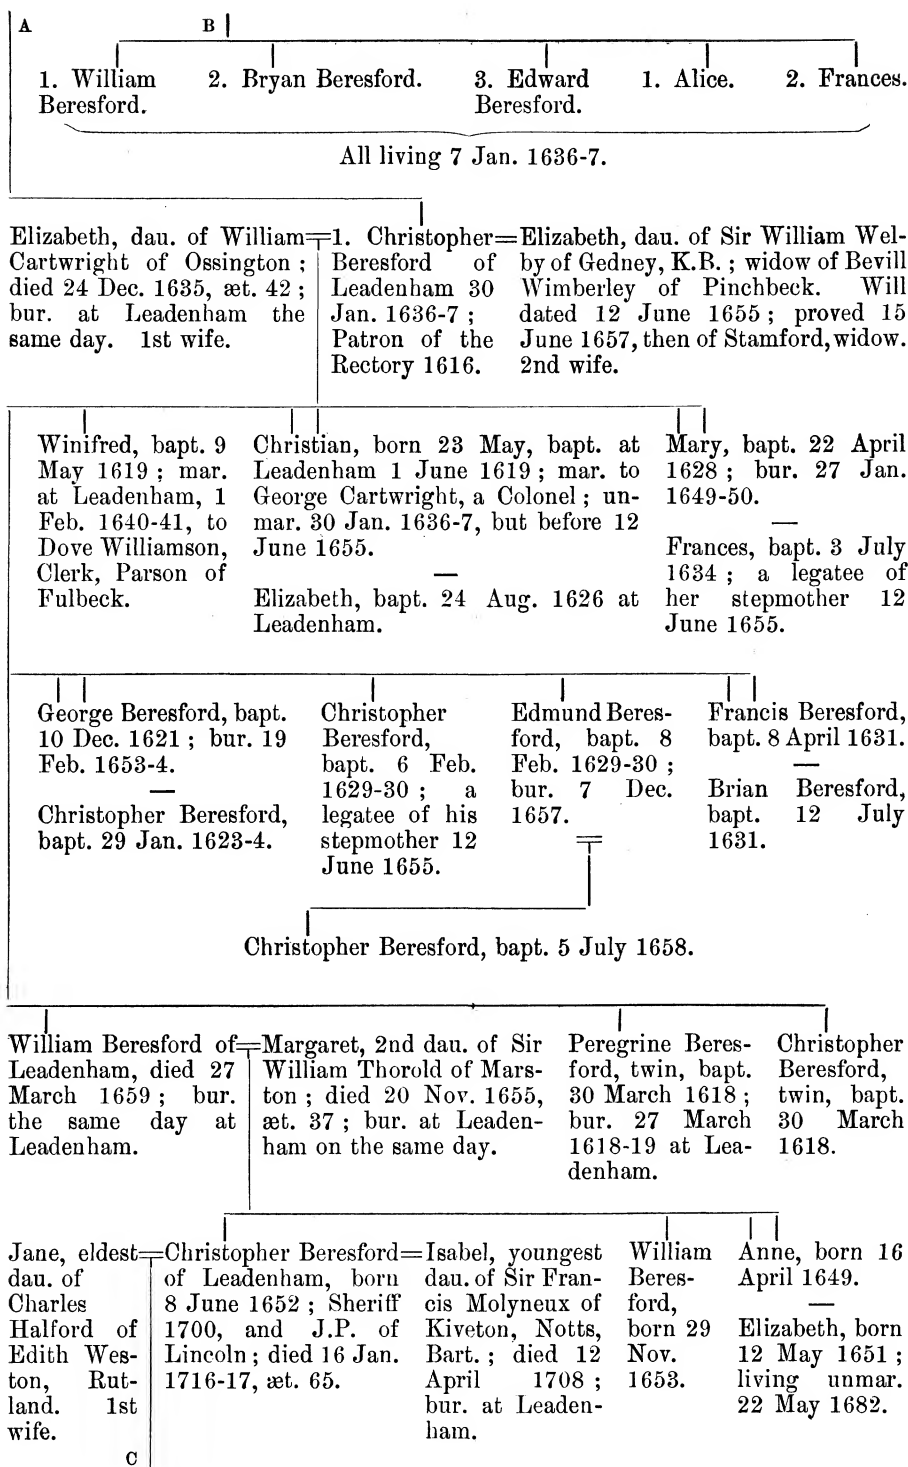 A
B
1. William
Beresford.
2. Bryan Beresford.
3. Edward
Beresford.
1. Alice.
2. Frances.
All living 7 Jan. 1636-7.
Elizabeth, dau. of William
Cartwright of Ossington ;
died 24 Dec. 1635, æt. 42 ;
bur. at Leadenham the
same day. 1st wife.
=
1. Christopher
Beresford of
Leadenham 30
Jan. 1636-7 ;
Patron of the
Rectory 1616.
=
Elizabeth, dau. of Sir William Wel-
by of Gedney, K.B. ; widow of Bevill
Wimberley of Pinchbeck. Will
dated 12 June 1655 ; proved 15
June 1657, then of Stamford, widow.
2nd wife.
Winifred, bapt. 9
May 1619 ; mar.
at Leadenham, 1
Feb. 1640-41, to
Dove Williamson,
Clerk, Parson of
Fulbeck.
Christian, born 23 May, bapt. at
Leadenham 1 June 1619 ; mar. to
George Cartwright, a Colonel ; un-
mar. 30 Jan. 1636-7, but before 12
June 1655.
—
Elizabeth, bapt. 24 Aug. 1626 at
Leadenham.
Mary, bapt. 22 April
1628 ; bur. 27 Jan.
1649-50.
—
Frances, bapt. 3 July
1634 ; a legatee of
her stepmother 12
June 1655.
George Beresford, bapt.
10 Dec. 1621 ; bur. 19
Feb. 1653-4.
—
Christopher Beresford,
bapt. 29 Jan. 1623-4.
Christopher
Beresford,
bapt. 6 Feb.
1629-30 ; a
legatee of his
stepmother 12
June 1655.
Edmund Beres-
ford, bapt. 8
Feb. 1629-30 ;
bur. 7 Dec.
1657.
=
Francis Beresford,
bapt. 8 April 1631.
—
Brian Beresford,
bapt. 12 July
1631.
Christopher Beresford, bapt. 5 July 1658.
William Beresford of
Leadenham, died 27
March 1659 ; bur.
the same day at
Leadenham.
=
Margaret, 2nd dau. of Sir
William Thorold of Mars-
ton ; died 20 Nov. 1655,
æt. 37 ; bur. at Leaden-
ham on the same day.
Peregrine Beres-
ford, twin, bapt.
30 March 1618 ;
bur. 27 March
1618-19 at Lea-
denham.
Christopher
Beresford,
twin, bapt.
30 March
1618.
Jane, eldest
dau. of
Charles
Halford of
Edith Wes-
ton, Rut-
land. 1st
wife.
=
Christopher Beresford
of Leadenham, born
8 June 1652 ; Sheriff
1700, and J.P. of
Lincoln ; died 16 Jan.
1716-17, æt. 65.
=
Isabel, youngest
dau. of Sir Fran-
cis Molyneux of
Kiveton, Notts,
Bart. ; died 12
April 1708 ;
bur. at Leaden-
ham.
William
Beres-
ford,
born 29
Nov.
1653.
Anne, born 16
April 1649.
—
Elizabeth, born
12 May 1651 ;
living unmar.
22 May 1682.
C